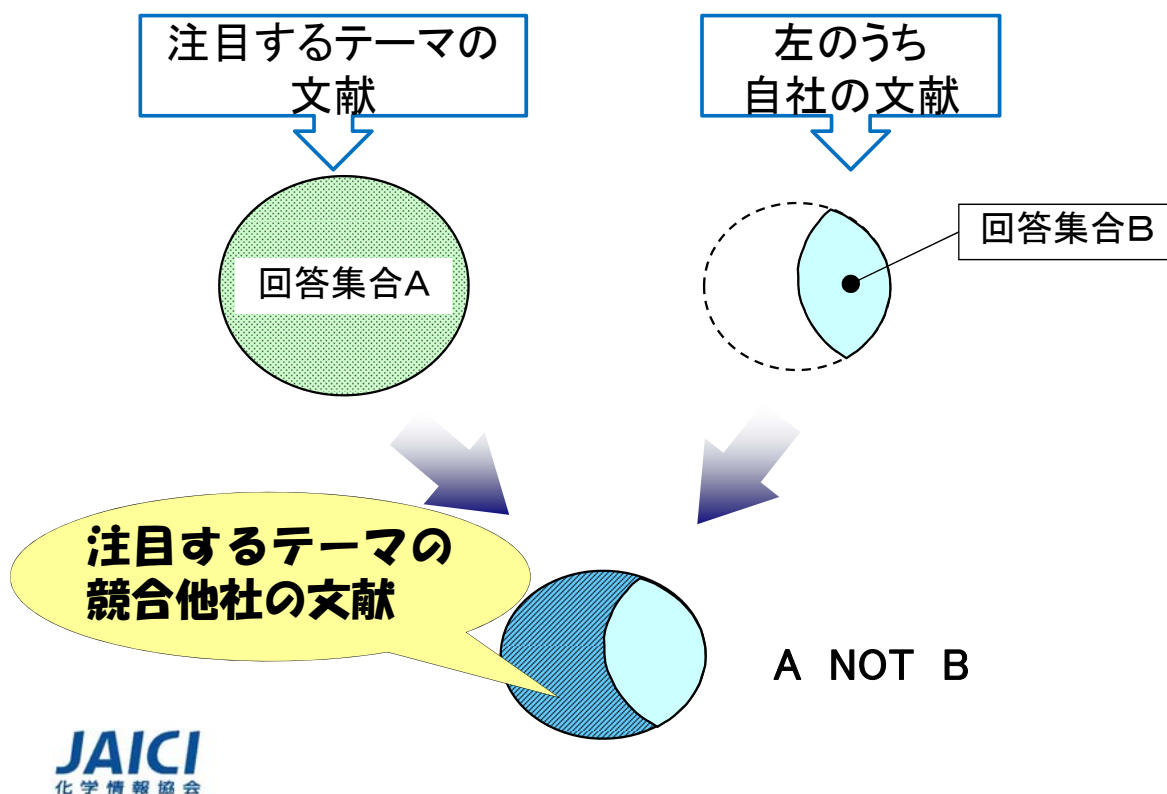 注目するテーマの
文献
左のうち
自社の文献
回答集合A
回答集合B
注目するテーマの
競合他社の文献
A NOT B
JAICI
化学情報協会